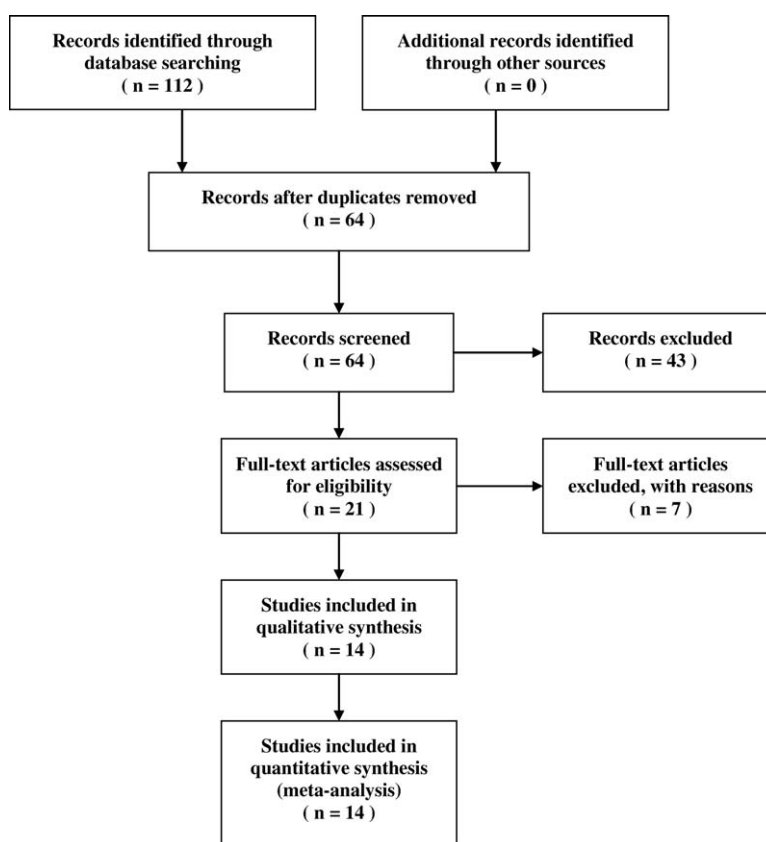 Records identified through
database searching
( n = 112 )
Additional records identified
through other sources
( n = 0 )
Records after duplicates removed
( n = 64 )
Records screened
( n = 64 )
Records excluded
( n = 43 )
Full-text articles assessed
for eligibility
( n = 21 )
Full-text articles
excluded, with reasons
( n = 7 )
Studies included in
qualitative synthesis
( n = 14 )
Studies included in
quantitative synthesis
(meta-analysis)
( n = 14 )